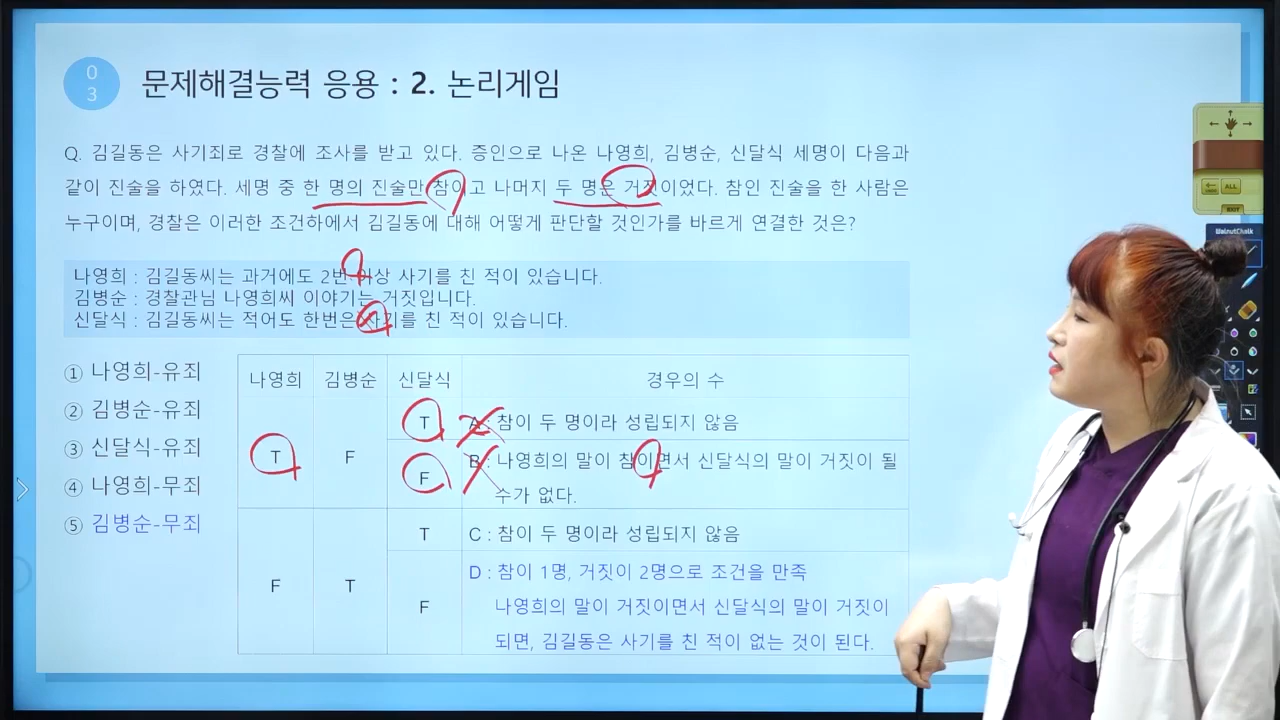 03
문제해결능력 응용 : 2. 논리게임
Q. 김길동은 사기죄로 경찰에 조사를 받고 있다. 증인으로 나온 나영희, 김병순, 신달식 세명이 다음과
같이 진술을 하였다. 세명 중 한 명의 진술만 참이고 나머지 두 명은 거짓이었다. 참인 진술을 한 사람은
누구이며, 경찰은 이러한 조건하에서 김길동에 대해 어떻게 판단할 것인가를 바르게 연결한 것은?
나영희 : 김길동씨는 과거에도 2번 이상 사기를 친 적이 있습니다.
김병순 : 경찰관님 나영희씨 이야기는 거짓입니다.
신달식 : 김길동씨는 적어도 한번은 사기를 친 적이 있습니다.
① 나영희-유죄
② 김병순-유죄
③ 신달식-유죄
④ 나영희-무죄
⑤ 김병순-무죄
나영희 김병순 신달식 경우의 수
T F T A : 참이 두 명이라 성립되지 않음
F B : 나영희의 말이 참이면서 신달식의 말이 거짓이 될
수가 없다.
F T T C : 참이 두 명이라 성립되지 않음
F D : 참이 1명, 거짓이 2명으로 조건을 만족
나영희의 말이 거짓이면서 신달식의 말이 거짓이
되면, 김길동은 사기를 친 적이 없는 것이 된다.
ALL
EXIT
WalnutChalk